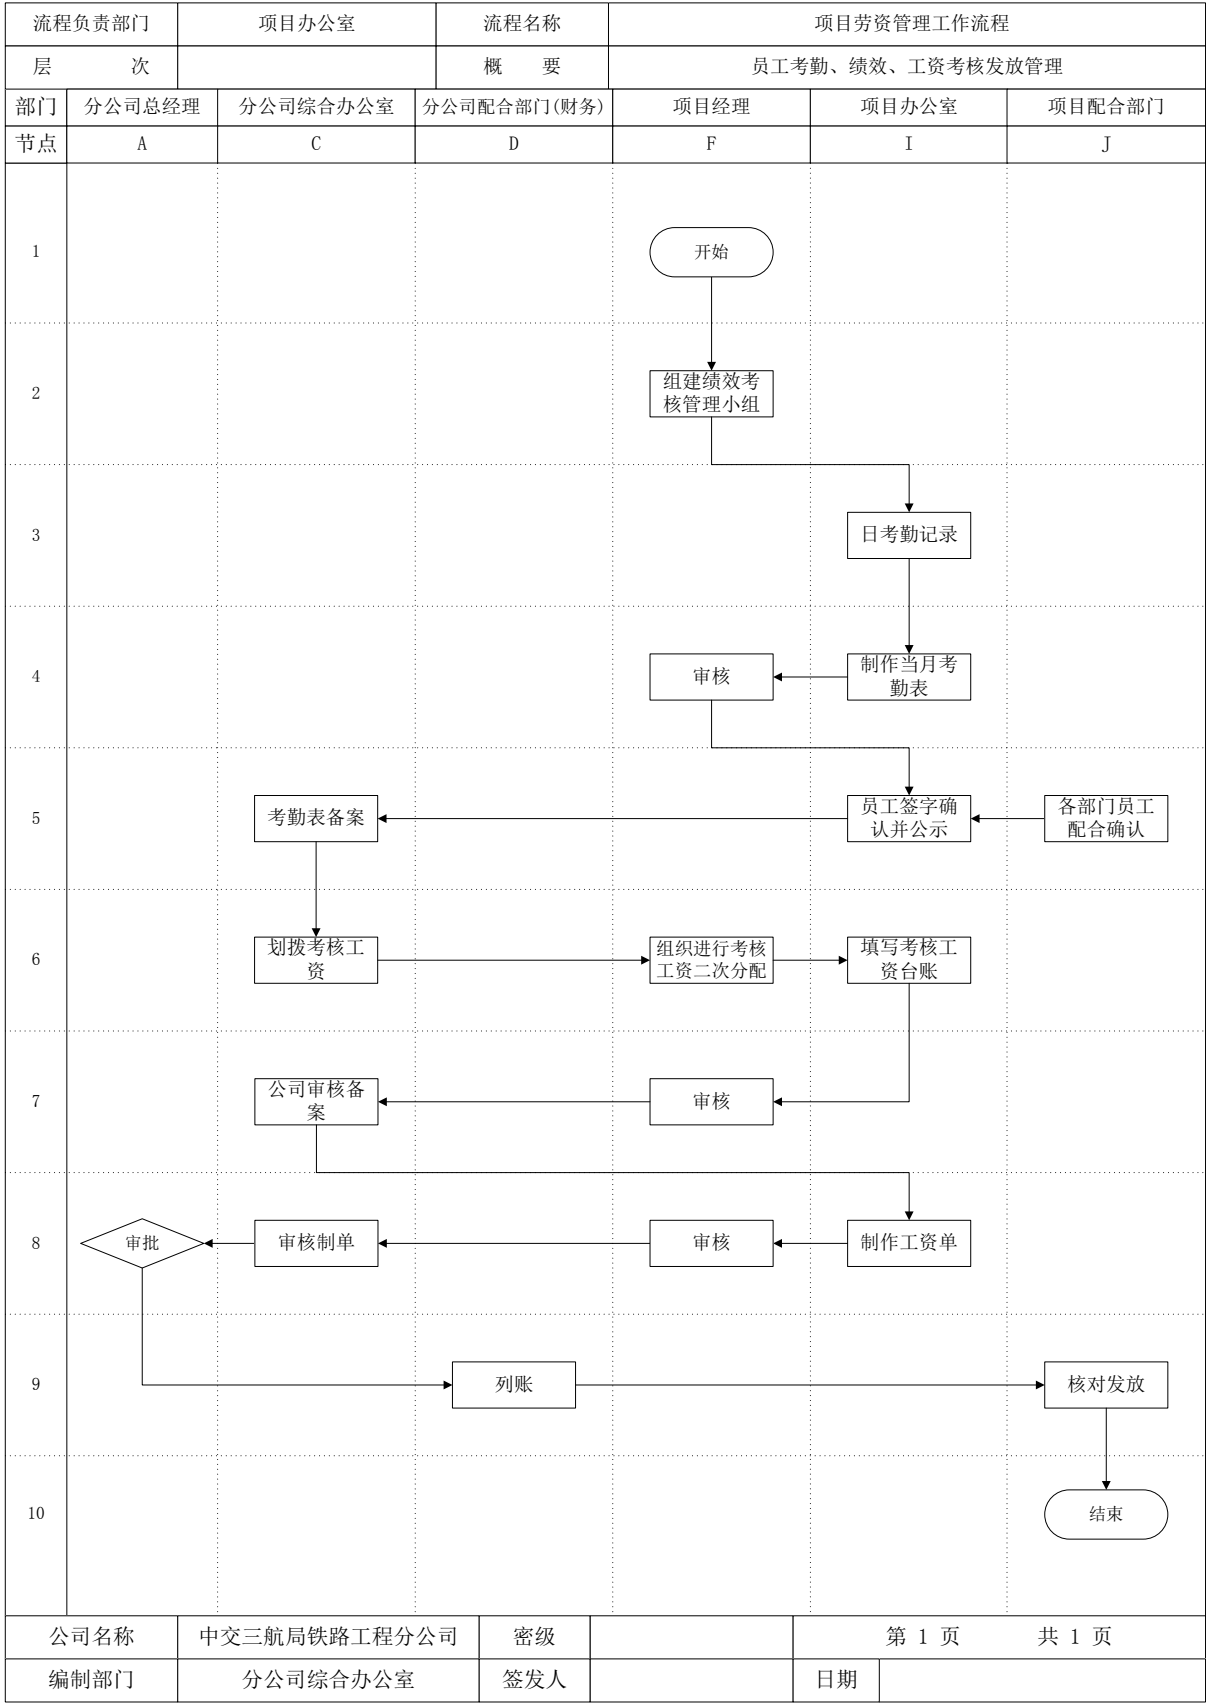 流程负责部门 项目办公室 流程名称 项目劳资管理工作流程
层 次 概 要 员工考勤、绩效、工资考核发放管理
部门 分公司总经理 分公司综合办公室 分公司配合部门(财务) 项目经理 项目办公室 项目配合部门
节点 A C D F I J
1 开始
2 组建绩效考
核管理小组
3 日考勤记录
4 审核 制作当月考
勤表
5 考勤表备案 员工签字确
认并公示 各部门员工
配合确认
6 划拨考核工
资 组织进行考核
工资二次分配 填写考核工
资台账
7 公司审核备
案 审核
8 审批 审核制单 审核 制作工资单
9 列账 核对发放
10 结束
公司名称 中交三航局铁路工程分公司 密级 第 1 页 共 1 页
编制部门 分公司综合办公室 签发人 日期